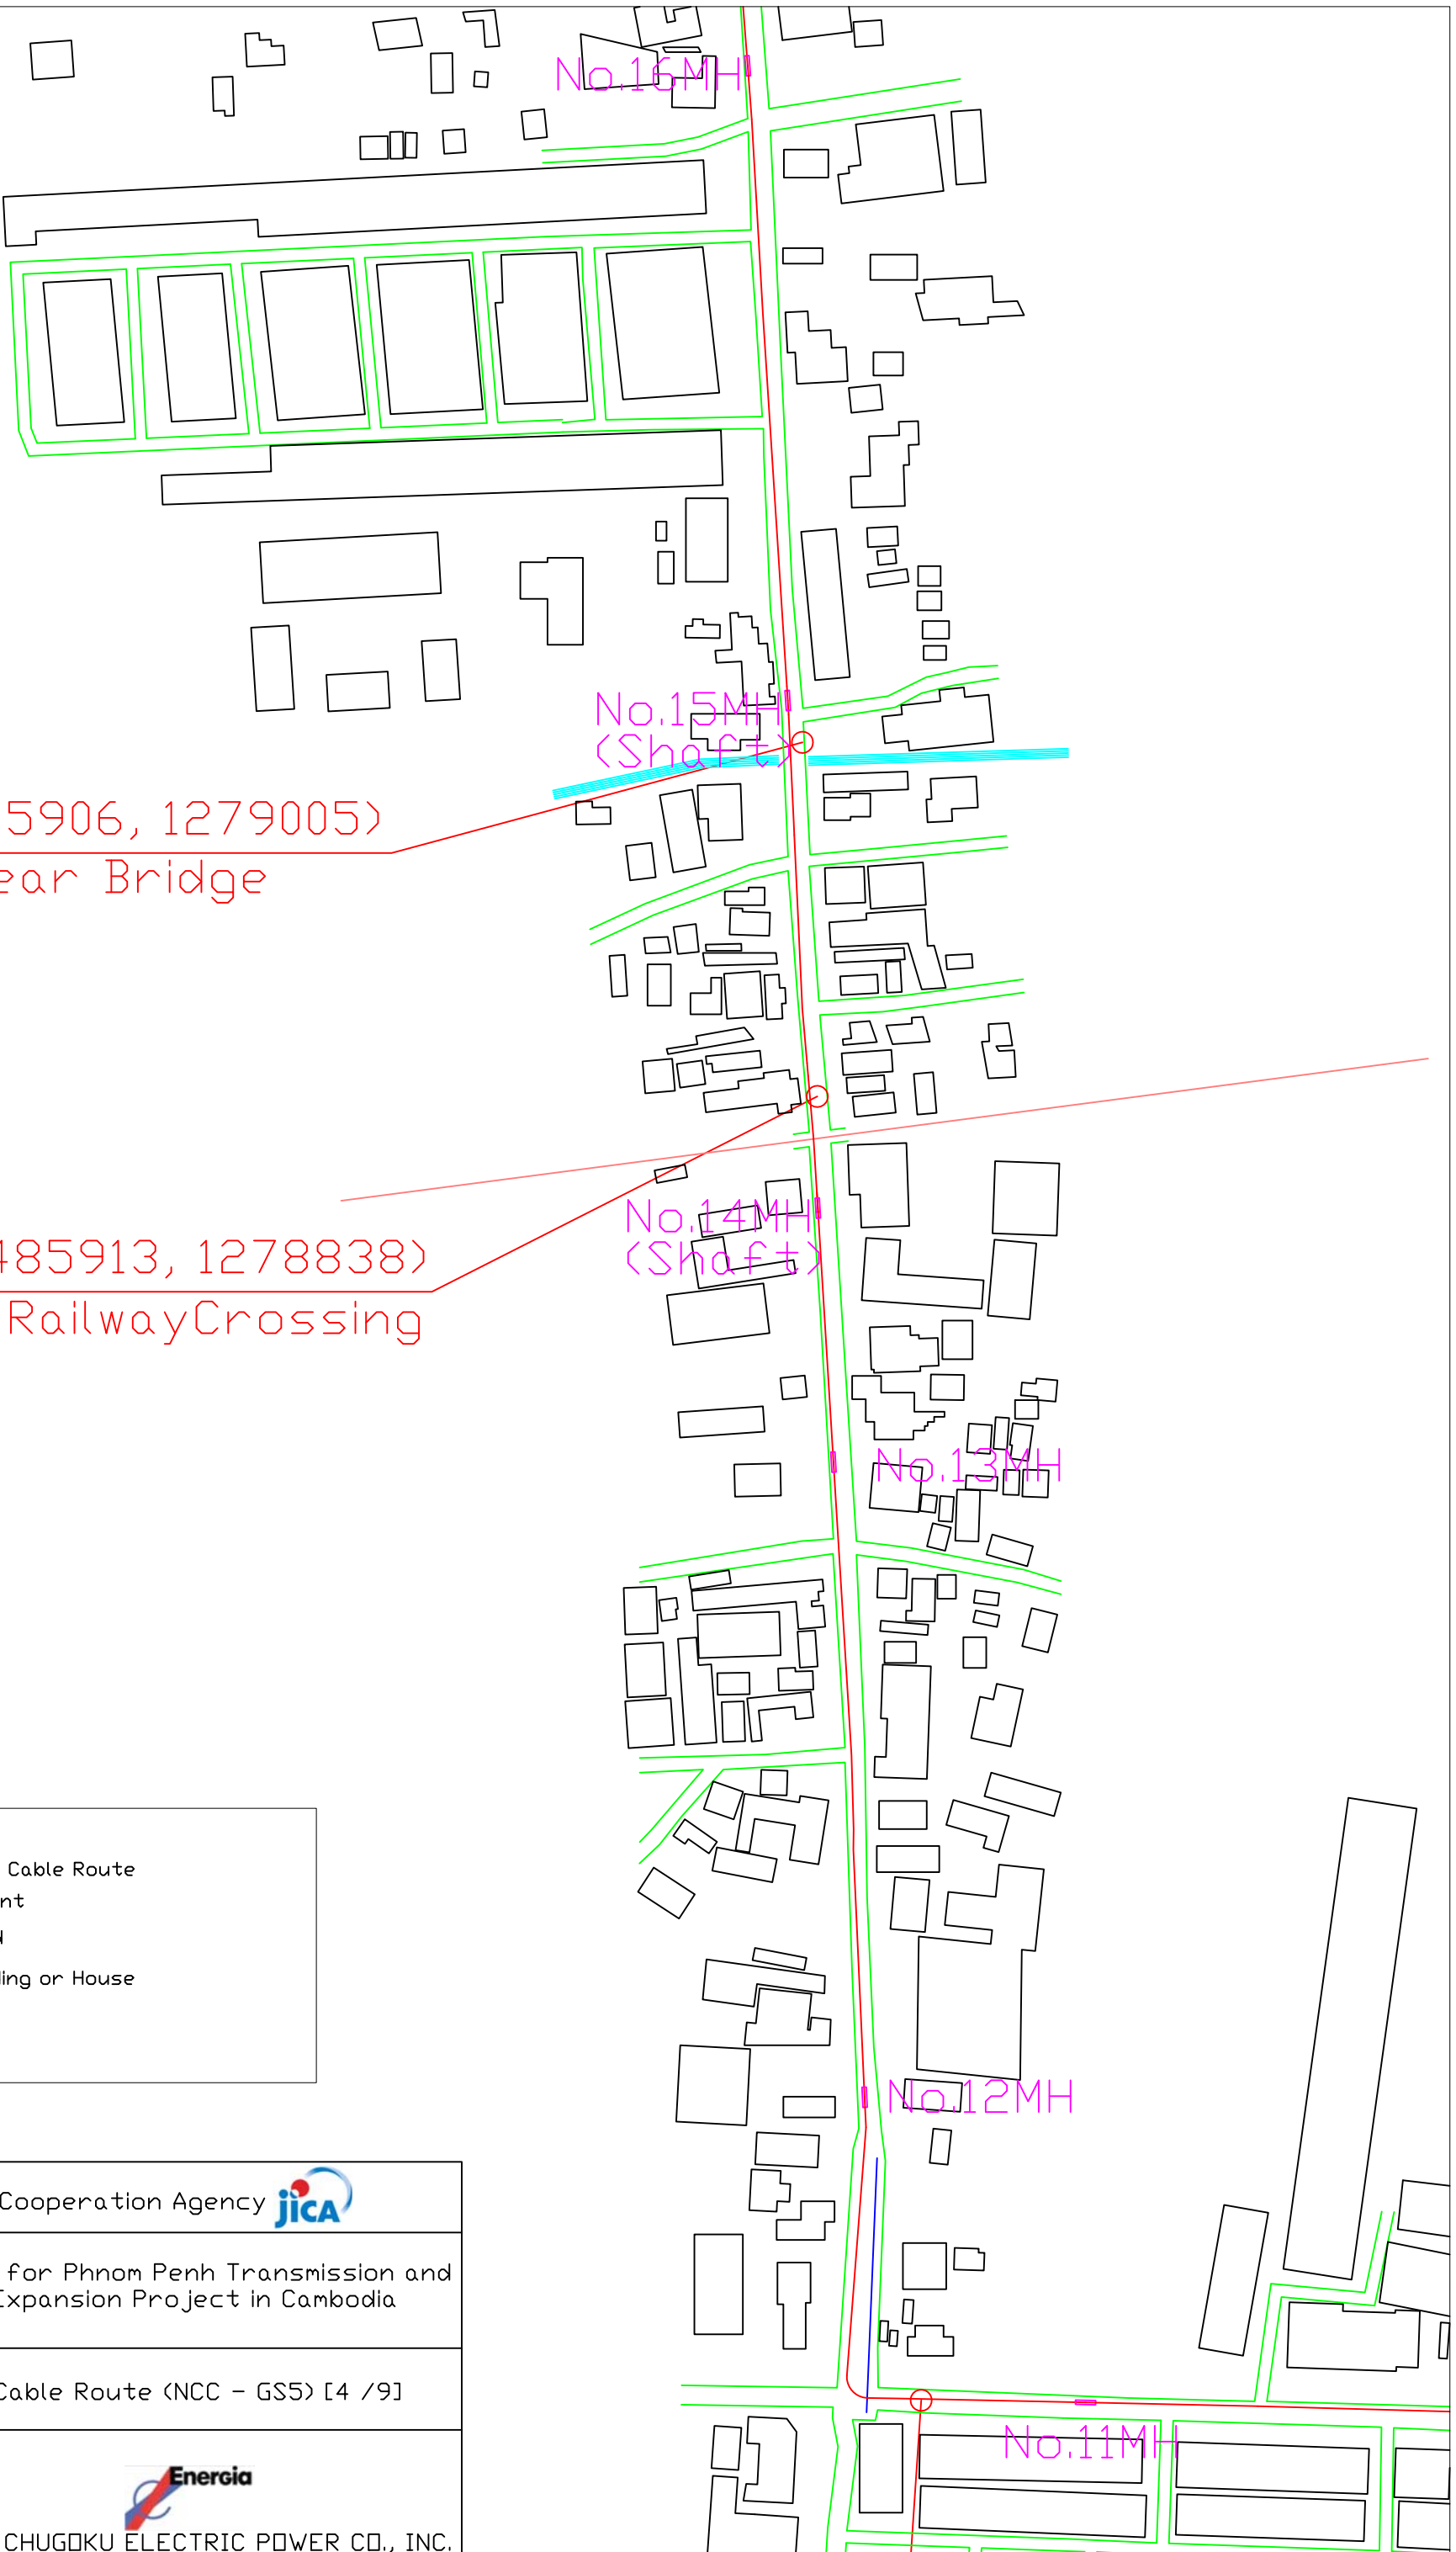 No.16MH
No.15MH
(Shaft)
5906, 1279005)
ear Bridge
No.14MH
(Shaft)
485913, 1278838)
RailwayCrossing
No.13MH
Cable Route
nt
ing or House
No.12MH
Cooperation Agency jICA
for Phnom Penh Transmission and
Expansion Project in Cambodia
Cable Route (NCC - GS5) [4 /9]
No.11MH
Energia
CHUGOKU ELECTRIC POWER CO., INC.